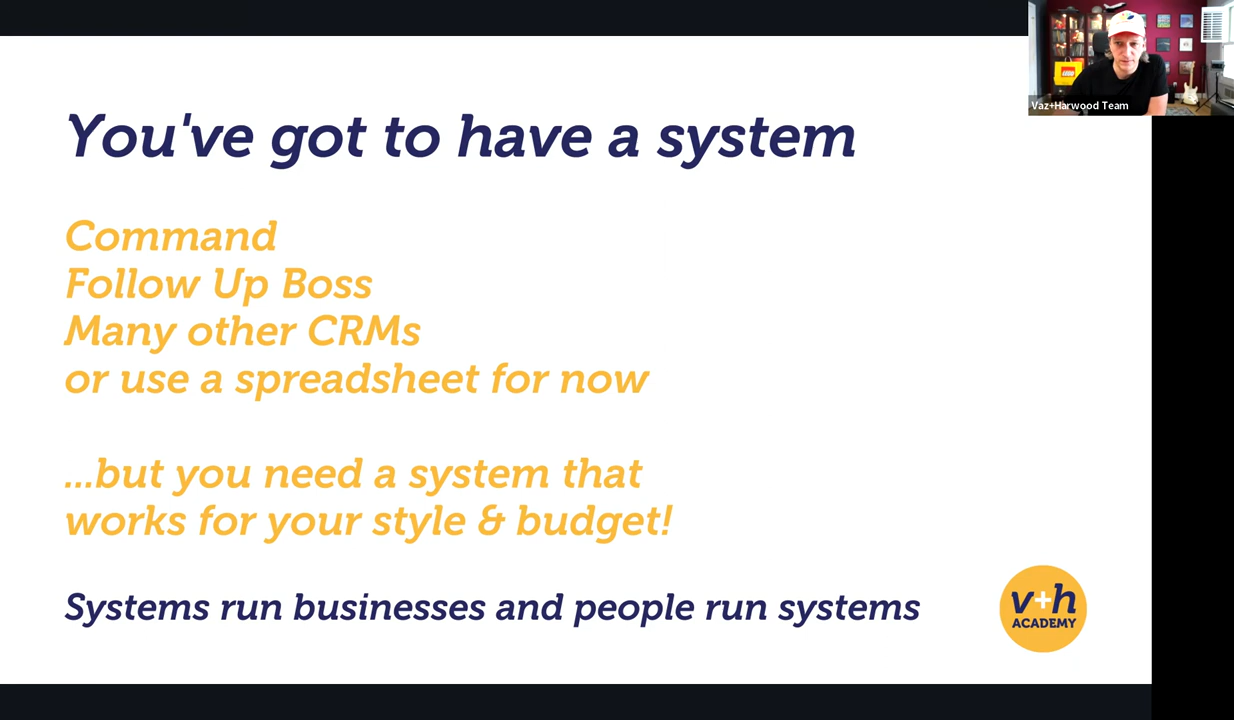 You've got to have a system
Command
Follow Up Boss
Many other CRMs
or use a spreadsheet for now
...but you need a system that
works for your style & budget!
Systems run businesses and people run systems
v+h
ACADEMY
LEGO
Vaz+Harwood Team